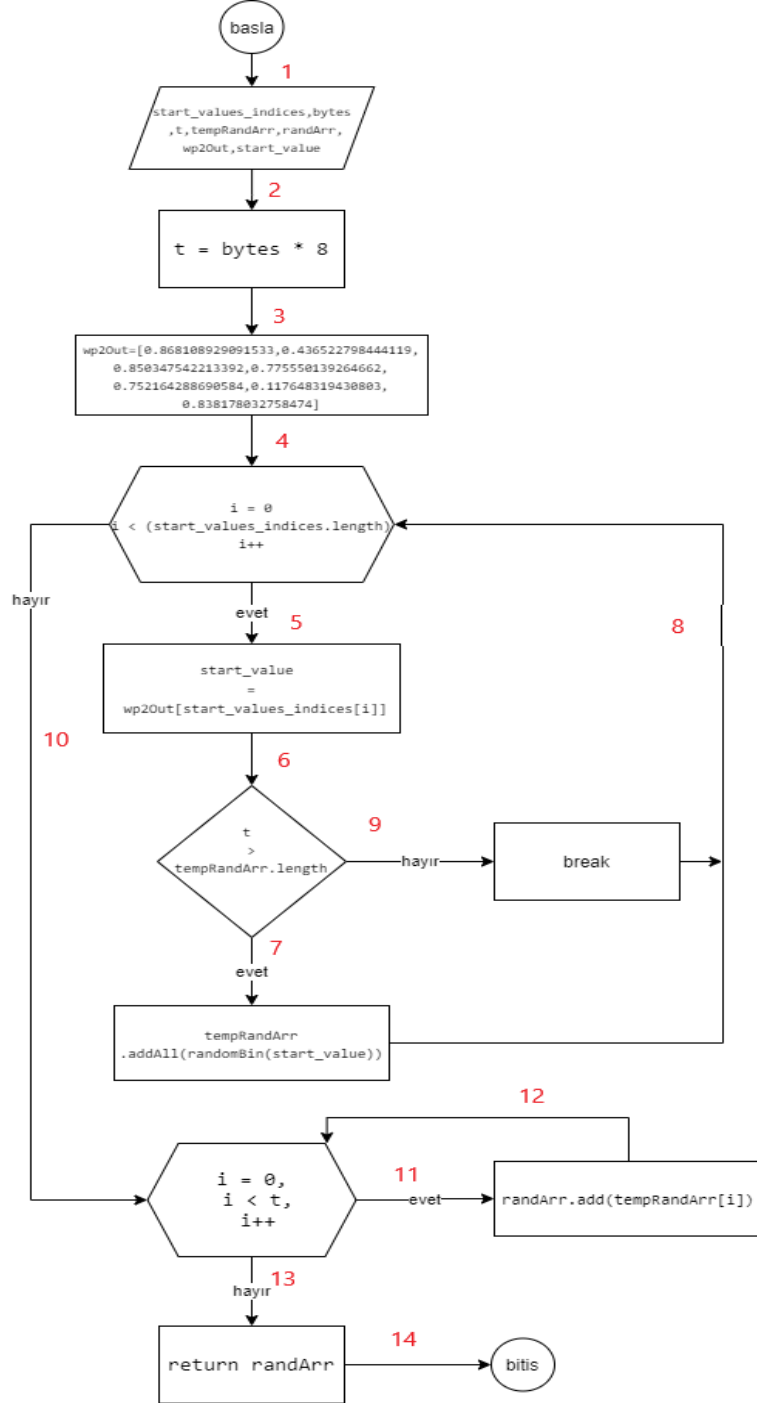 basla
1
start_values_indices,bytes
,t,tempRandArr,randArr,
wp2Out,start_value
2
t = bytes * 8
3
wp2Out=[0.868108929091533,0.436522798444119,
0.850347542213392,0.775550139264662,
0.752164288690584,0.117648319430803,
0.838178032758474]
4
i = 0
i < (start_values_indices.length)
i++
hayır
evet
5
8
start_value
=
wp2Out[start_values_indices[i]]
10
6
t
>
tempRandArr.length
9
hayır
break
7
evet
tempRandArr
.addAll(randomBin(start_value))
12
i = 0,
i < t,
i++
11
evet
randArr.add(tempRandArr[i])
13
hayır
return randArr
14
bitis